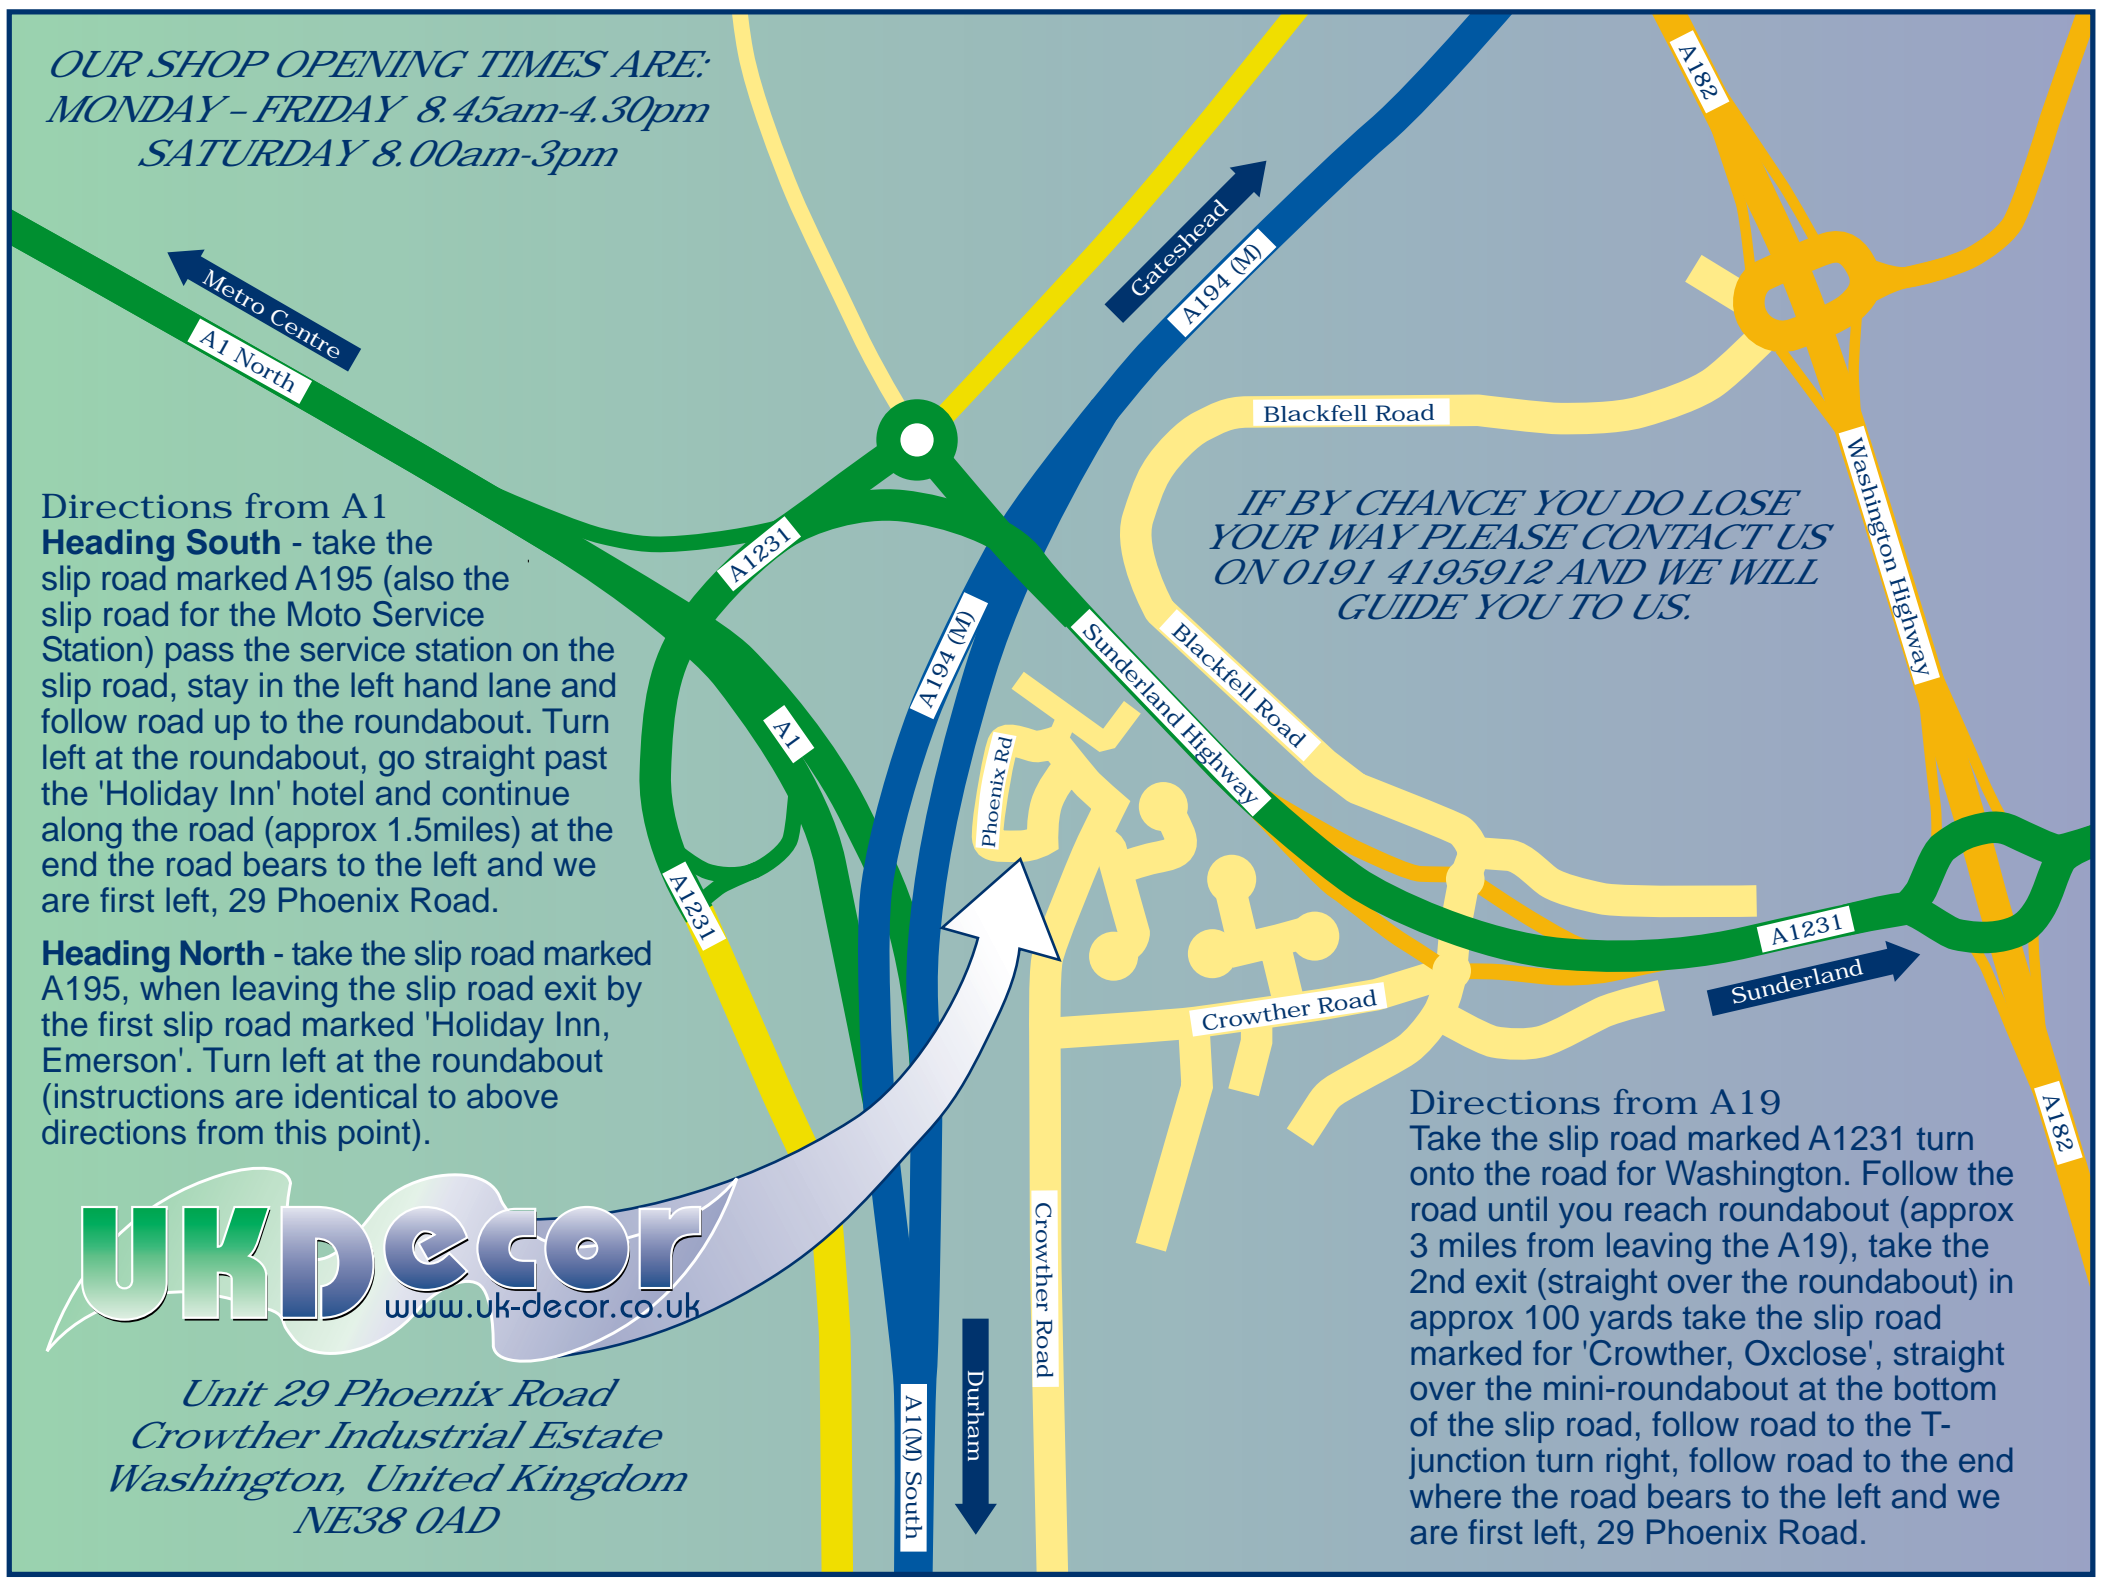 OUR SHOP OPENING TIMES ARE:
MONDAY – FRIDAY 8.45am-4.30pm
SATURDAY 8.00am-3pm
Metro Centre
A1 North
Gateshead
A194 (M)
A182
Blackfell Road
Washington Highway
IF BY CHANCE YOU DO LOSE
YOUR WAY PLEASE CONTACT US
ON 0191 4195912 AND WE WILL
GUIDE YOU TO US.
Directions from A1
Heading South - take the
slip road marked A195 (also the
slip road for the Moto Service
Station) pass the service station on the
slip road, stay in the left hand lane and
follow road up to the roundabout. Turn
left at the roundabout, go straight past
the 'Holiday Inn' hotel and continue
along the road (approx 1.5miles) at the
end the road bears to the left and we
are first left, 29 Phoenix Road.
Heading North - take the slip road marked
A195, when leaving the slip road exit by
the first slip road marked 'Holiday Inn,
Emerson'. Turn left at the roundabout
(instructions are identical to above
directions from this point).
A1231
A194 (M)
A1
Sunderland Highway
Blackfell Road
Phoenix Rd
A1231
A1231
Sunderland
Crowther Road
A182
Crowther Road
Durham
A1(M) South
UKDecor
www.uk-decor.co.uk
Unit 29 Phoenix Road
Crowther Industrial Estate
Washington, United Kingdom
NE38 0AD
Directions from A19
Take the slip road marked A1231 turn
onto the road for Washington. Follow the
road until you reach roundabout (approx
3 miles from leaving the A19), take the
2nd exit (straight over the roundabout) in
approx 100 yards take the slip road
marked for 'Crowther, Oxclose', straight
over the mini-roundabout at the bottom
of the slip road, follow road to the T-
junction turn right, follow road to the end
where the road bears to the left and we
are first left, 29 Phoenix Road.